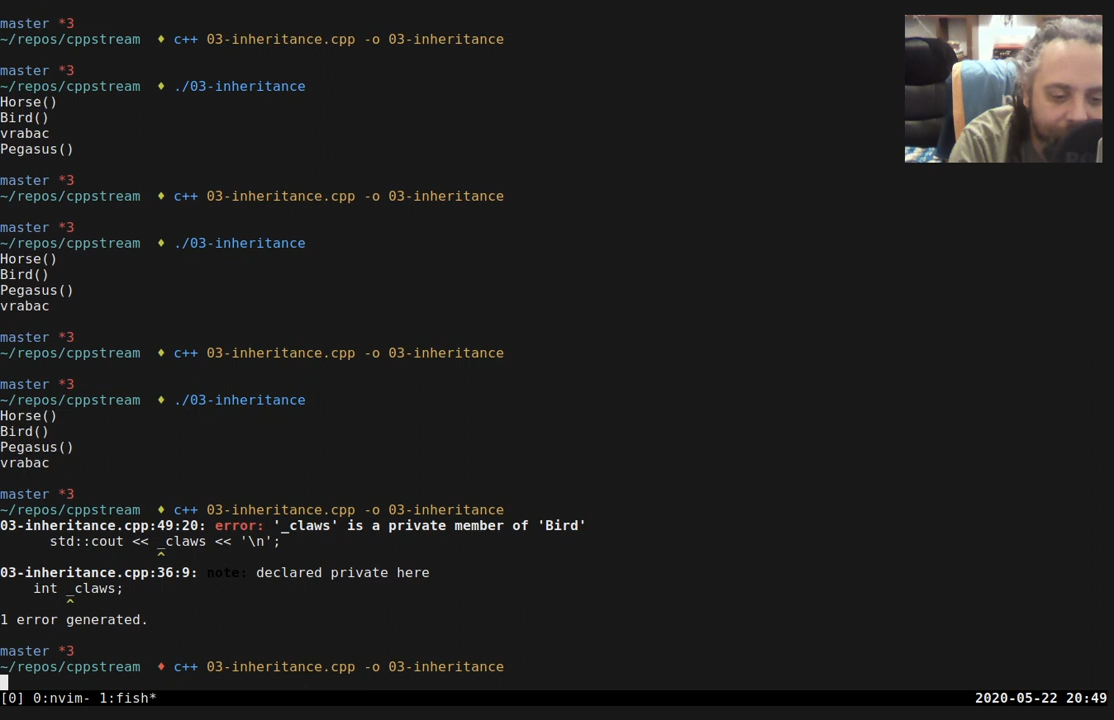 master *3
~/repos/cppstream ♦ c++ 03-inheritance.cpp -o 03-inheritance
master *3
~/repos/cppstream ♦ ./03-inheritance
Horse()
Bird()
vrabac
Pegasus()
master *3
~/repos/cppstream ♦ c++ 03-inheritance.cpp -o 03-inheritance
master *3
~/repos/cppstream ♦ ./03-inheritance
Horse()
Bird()
Pegasus()
vrabac
master *3
~/repos/cppstream ♦ c++ 03-inheritance.cpp -o 03-inheritance
master *3
~/repos/cppstream ♦ ./03-inheritance
Horse()
Bird()
Pegasus()
vrabac
master *3
~/repos/cppstream ♦ c++ 03-inheritance.cpp -o 03-inheritance
03-inheritance.cpp:49:20: error: '_claws' is a private member of 'Bird'
std::cout << _claws << '\n';
^
03-inheritance.cpp:36:9: note: declared private here
int _claws;
^
1 error generated.
master *3
~/repos/cppstream ♦ c++ 03-inheritance.cpp -o 03-inheritance
[0] 0:nvim- 1:fish* 2020-05-22 20:49